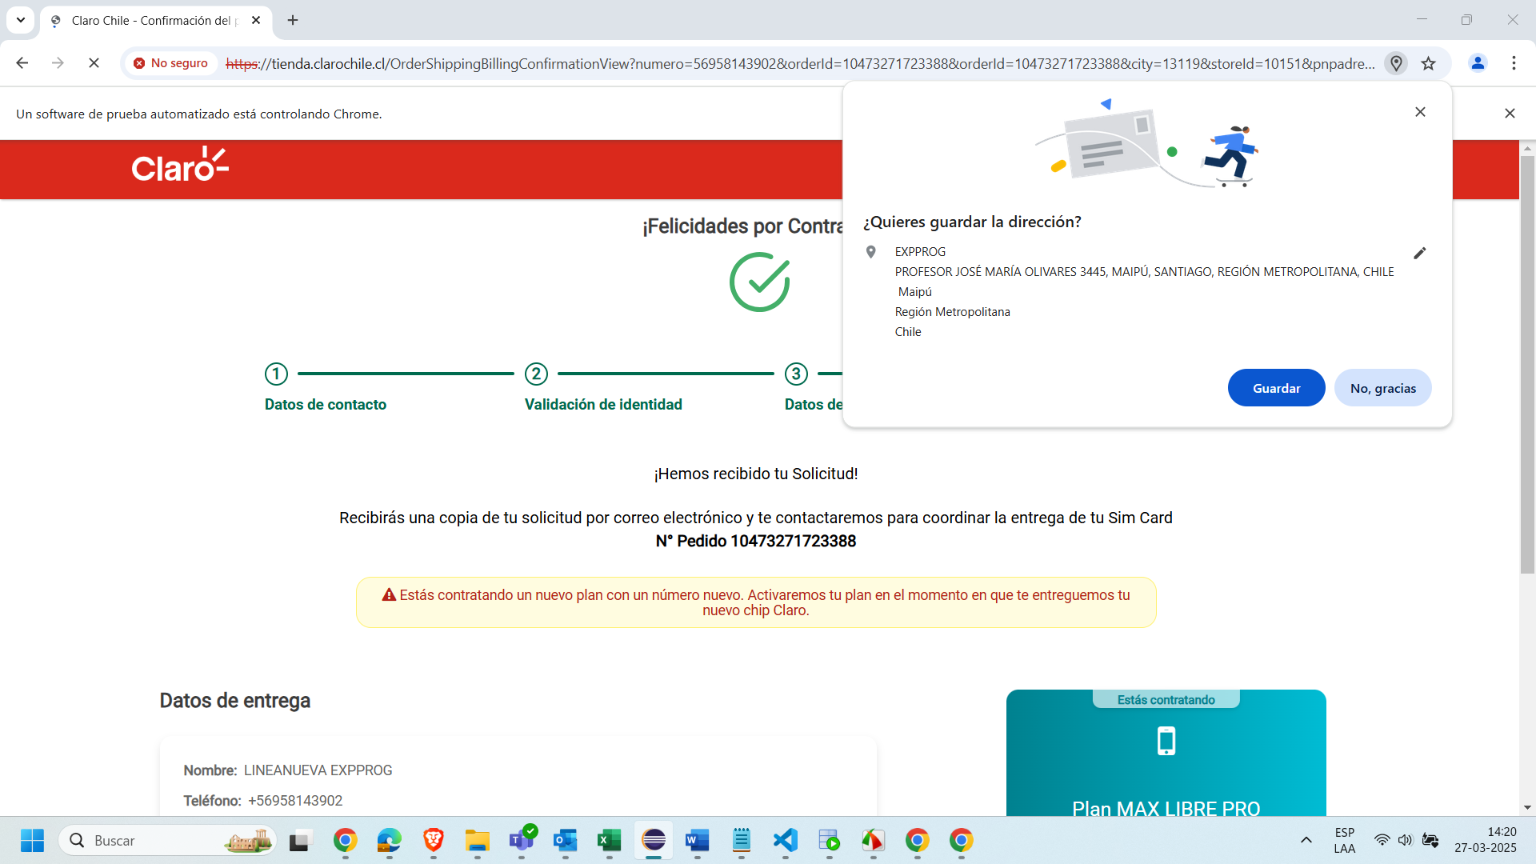 Claro Chile - Confirmación del p
No seguro
https://tienda.clarochile.cl/OrderShippingBillingConfirmationView?numero=56958143902&orderId=10473271723388&orderId=10473271723388&city=13119&storeId=10151&pnpadre...
Un software de prueba automatizado está controlando Chrome.
Claro
¡Felicidades por Contra
¿Quieres guardar la dirección?
EXPPROG
PROFESOR JOSÉ MARÍA OLIVARES 3445, MAIPÚ, SANTIAGO, REGIÓN METROPOLITANA, CHILE
Maipú
Región Metropolitana
Chile
Guardar
No, gracias
1
2
3
Datos de contacto
Validación de identidad
Datos de
¡Hemos recibido tu Solicitud!
Recibirás una copia de tu solicitud por correo electrónico y te contactaremos para coordinar la entrega de tu Sim Card
N° Pedido 10473271723388
Estás contratando un nuevo plan con un número nuevo. Activaremos tu plan en el momento en que te entreguemos tu
nuevo chip Claro.
Datos de entrega
Estás contratando
Nombre: LINEANUEVA EXPPROG
Teléfono: +56958143902
Plan MAX LIBRE PRO
Buscar
ESP
LAA
14:20
27-03-2025